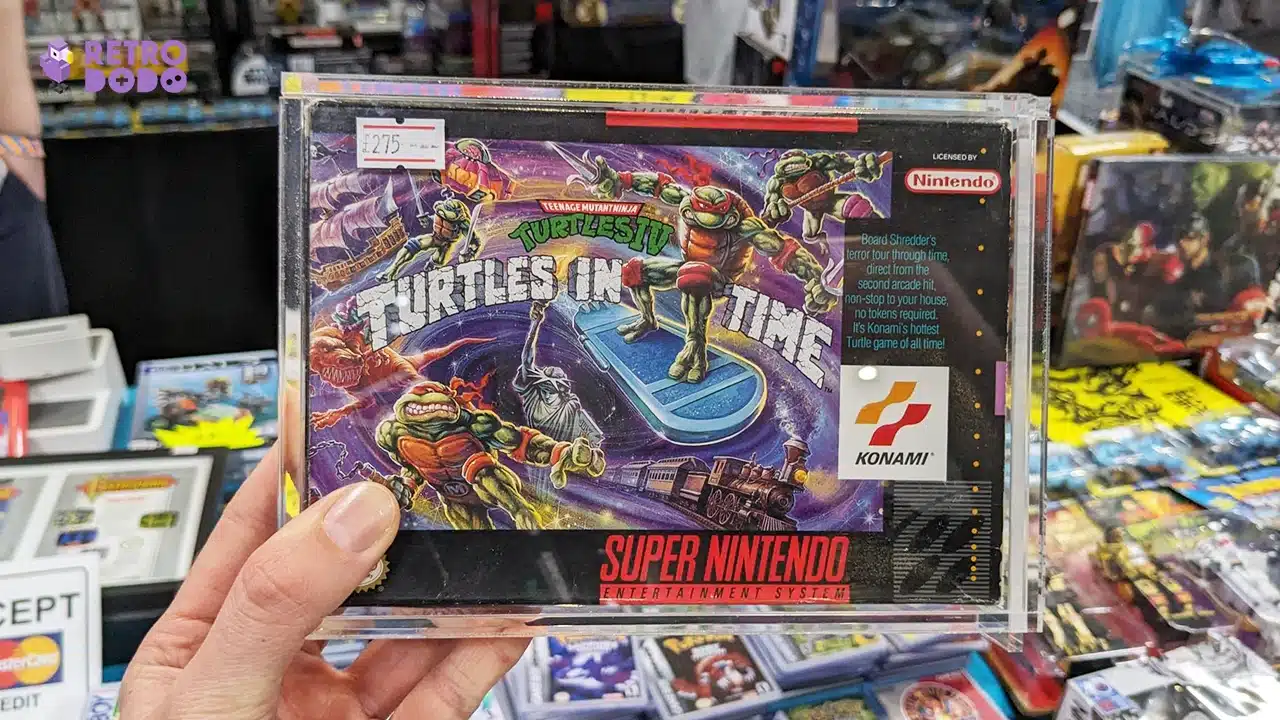 RETRO
DODO
£275
TEENAGE MUTANT NINJA
TURTLES IV
TURTLES IN TIME
LICENSED BY
Nintendo
Board Shredder's
terror tour through time,
direct from the
second arcade hit,
non-stop to your house,
no tokens required.
It's Konami's hottest
Turtle game of all time!
KONAMI®
SUPER NINTENDO
ENTERTAINMENT SYSTEM
CEPT
EDIT